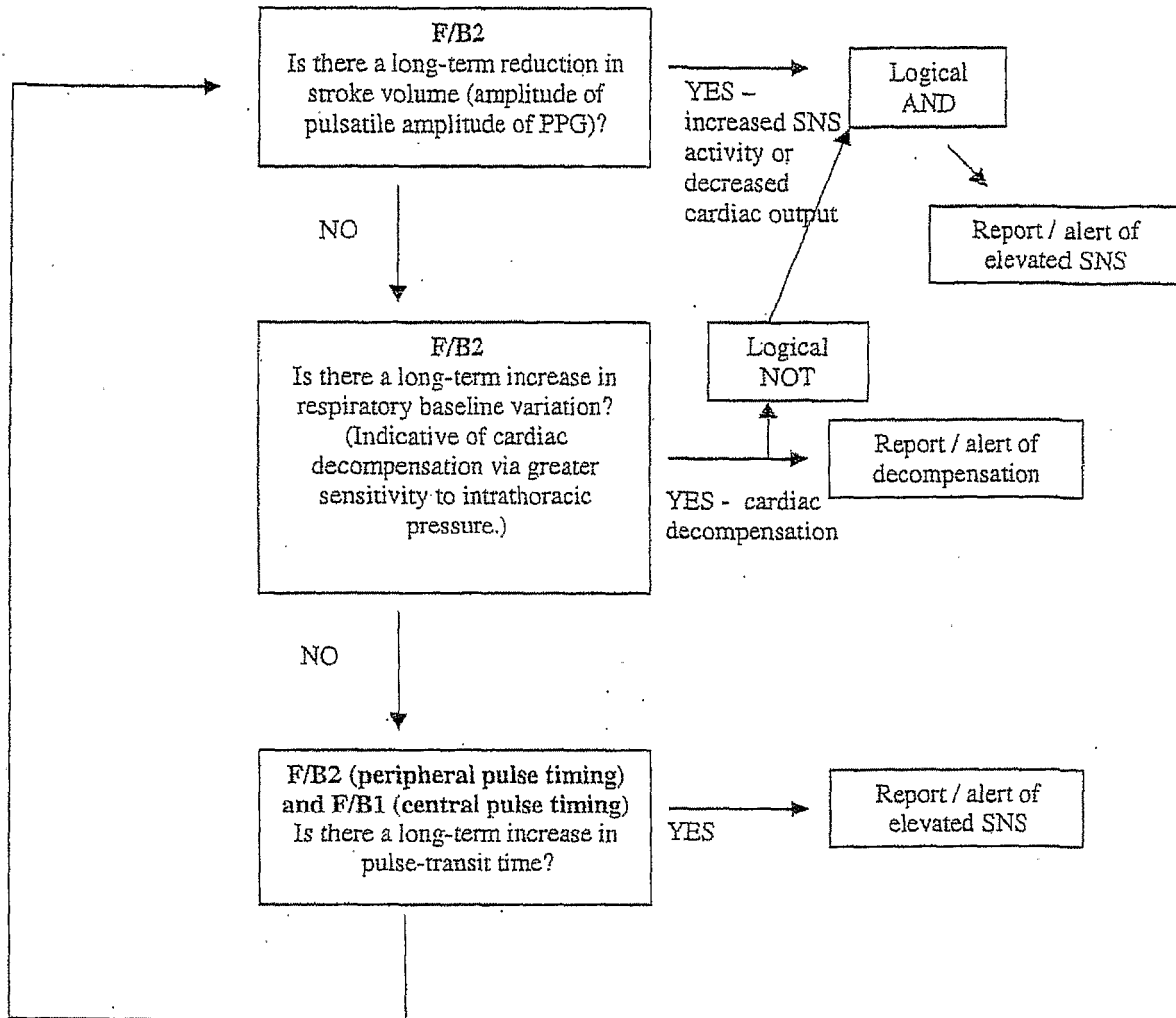 F/B2
Is there a long-term reduction in
stroke volume (amplitude of
pulsatile amplitude of PPG)?
YES –
increased SNS
activity or
decreased
cardiac output
Logical
AND
Report / alert of
elevated SNS
NO
F/B2
Is there a long-term increase in
respiratory baseline variation?
(Indicative of cardiac
decompensation via greater
sensitivity to intrathoracic
pressure.)
Logical
NOT
YES - cardiac
decompensation
Report / alert of
decompensation
NO
F/B2 (peripheral pulse timing)
and F/B1 (central pulse timing)
Is there a long-term increase in
pulse-transit time?
YES
Report / alert of
elevated SNS